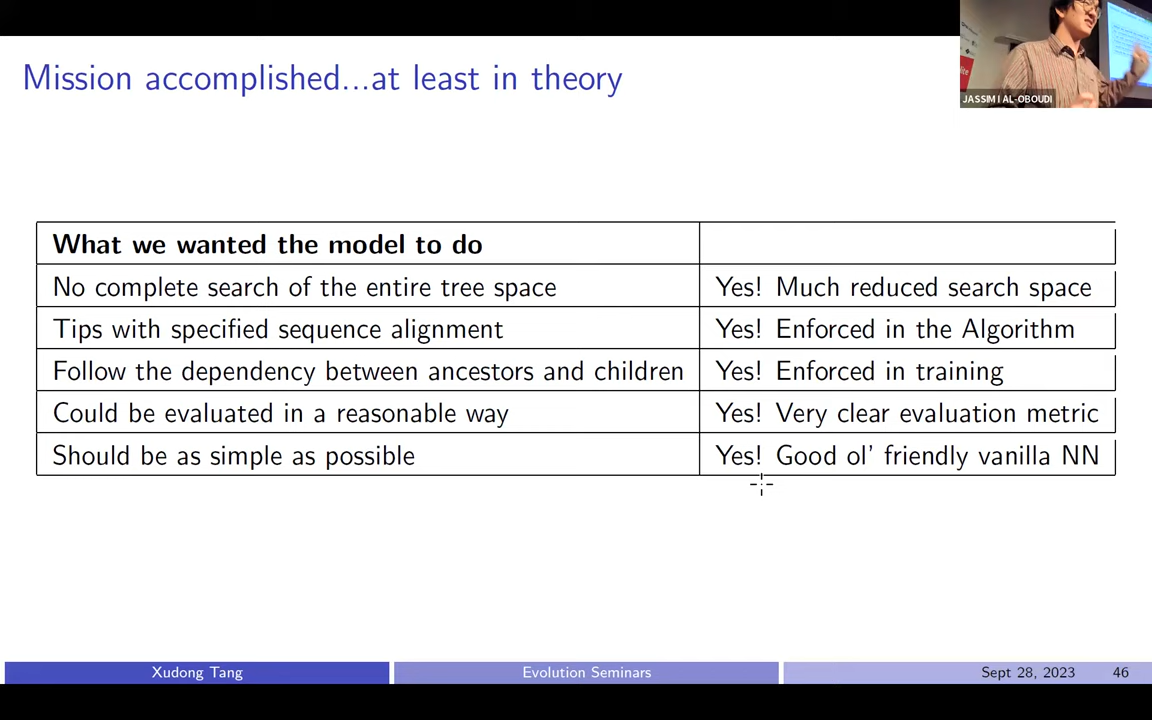 Mission accomplished...at least in theory
JASSIM I AL-OBOUDI
What we wanted the model to do
No complete search of the entire tree space Yes! Much reduced search space
Tips with specified sequence alignment Yes! Enforced in the Algorithm
Follow the dependency between ancestors and children Yes! Enforced in training
Could be evaluated in a reasonable way Yes! Very clear evaluation metric
Should be as simple as possible Yes! Good ol' friendly vanilla NN
Xudong Tang Evolution Seminars Sept 28, 2023 46